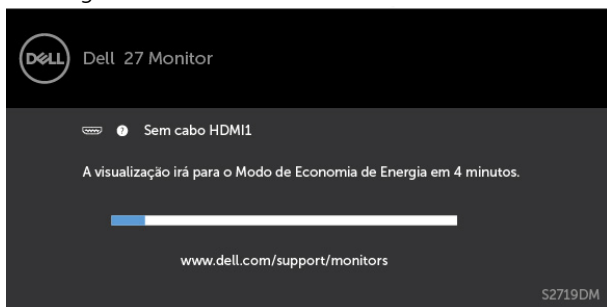 DELL
Dell 27 Monitor
? Sem cabo HDMI1
A visualização irá para o Modo de Economia de Energia em 4 minutos.
www.dell.com/support/monitors
S2719DM